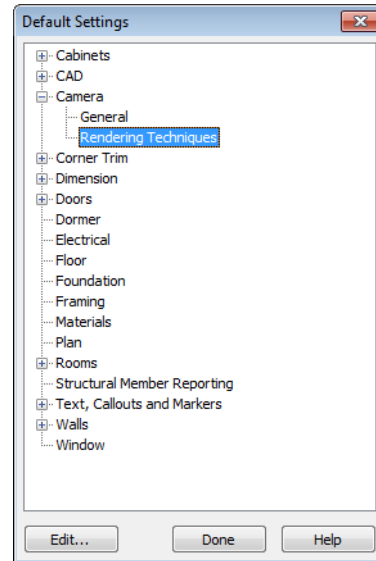 Default Settings
Cabinets
CAD
Camera
General
Rendering Techniques
Corner Trim
Dimension
Doors
Dormer
Electrical
Floor
Foundation
Framing
Materials
Plan
Rooms
Structural Member Reporting
Text, Callouts and Markers
Walls
Window
Edit... Done Help